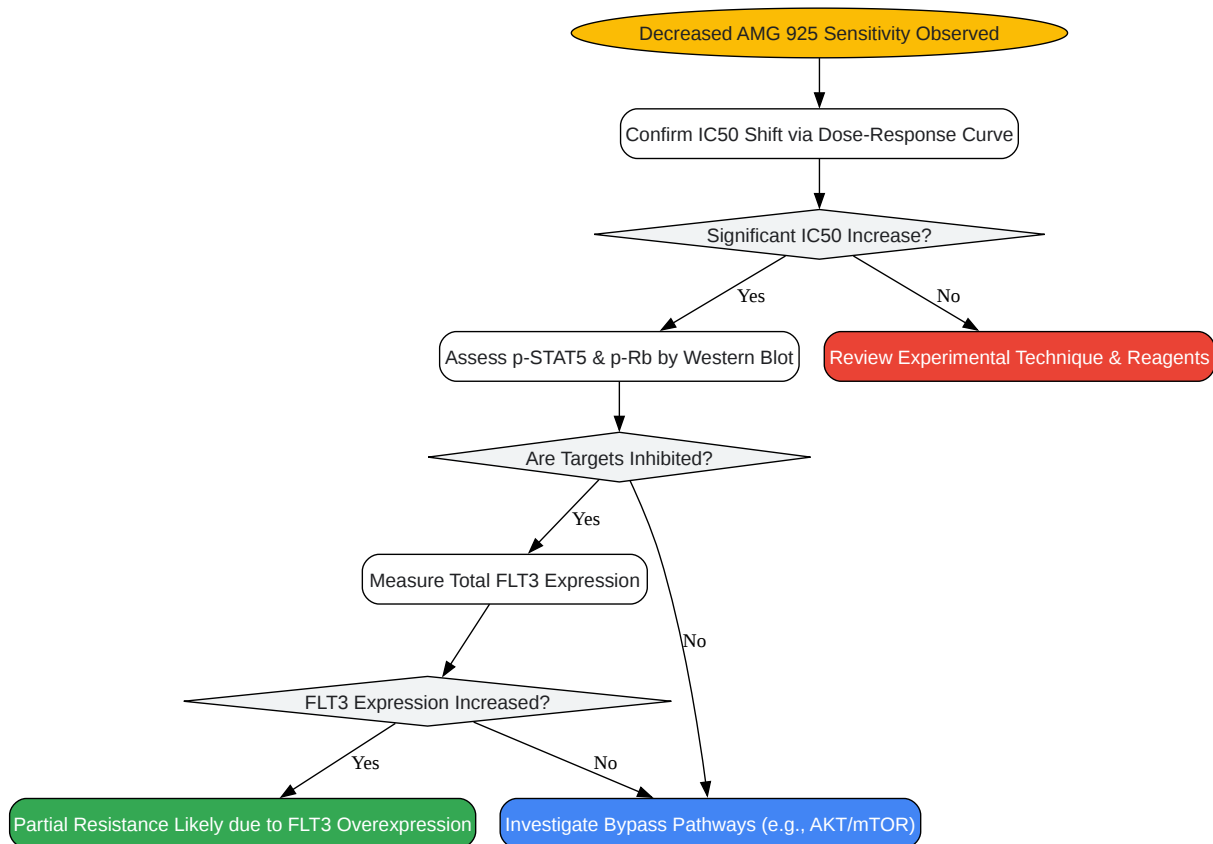 Decreased AMG 925 Sensitivity Observed
Confirm IC50 Shift via Dose-Response Curve
Significant IC50 Increase?
Yes
No
Assess p-STAT5 & p-Rb by Western Blot
Review Experimental Technique & Reagents
Are Targets Inhibited?
Yes
Measure Total FLT3 Expression
No
FLT3 Expression Increased?
Yes
No
Partial Resistance Likely due to FLT3 Overexpression
Investigate Bypass Pathways (e.g., AKT/mTOR)